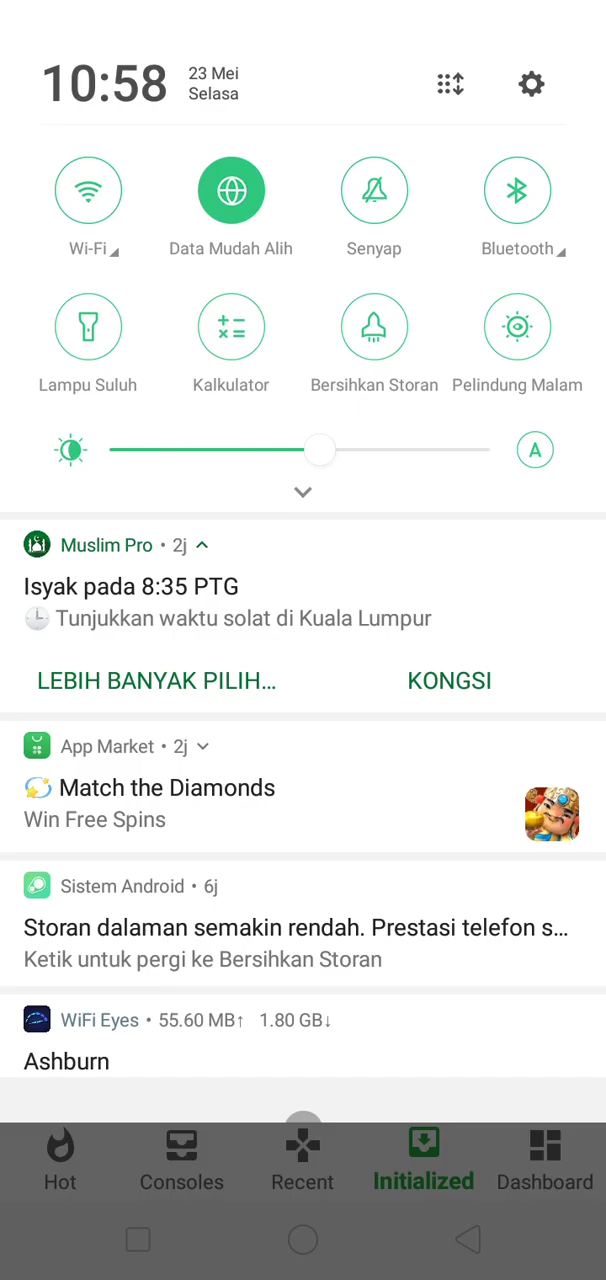 10:58
23 Mei
Selasa
Wi-Fi
Data Mudah Alih
Senyap
Bluetooth
Lampu Suluh
Kalkulator
Bersihkan Storan
Pelindung Malam
A
Muslim Pro • 2j
Isyak pada 8:35 PTG
Tunjukkan waktu solat di Kuala Lumpur
LEBIH BANYAK PILIH…
KONGSI
App Market • 2j
Match the Diamonds
Win Free Spins
Sistem Android • 6j
Storan dalaman semakin rendah. Prestasi telefon s…
Ketik untuk pergi ke Bersihkan Storan
WiFi Eyes • 55.60 MB↑ 1.80 GB↓
Ashburn
Hot
Consoles
Recent
Initialized
Dashboard